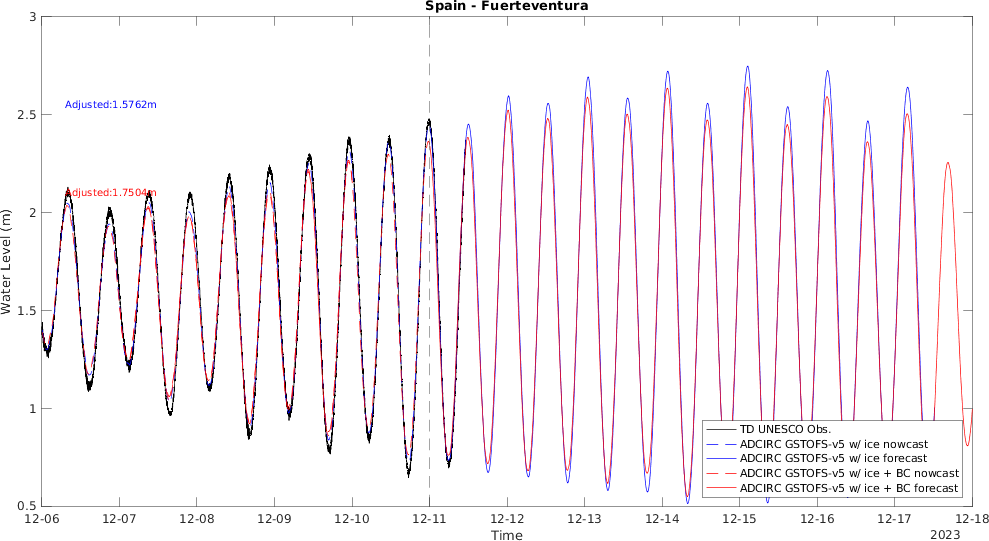 Spain - Fuerteventura
3
2.5
2
1.5
1
0.5
Water Level (m)
Adjusted:1.5762m
Adjusted:1.7504m
TD UNESCO Obs.
ADCIRC GSTOFS-v5 w/ ice nowcast
ADCIRC GSTOFS-v5 w/ ice forecast
ADCIRC GSTOFS-v5 w/ ice + BC nowcast
ADCIRC GSTOFS-v5 w/ ice + BC forecast
12-06 12-07 12-08 12-09 12-10 12-11 12-12 12-13 12-14 12-15 12-16 12-17 12-18
Time
2023